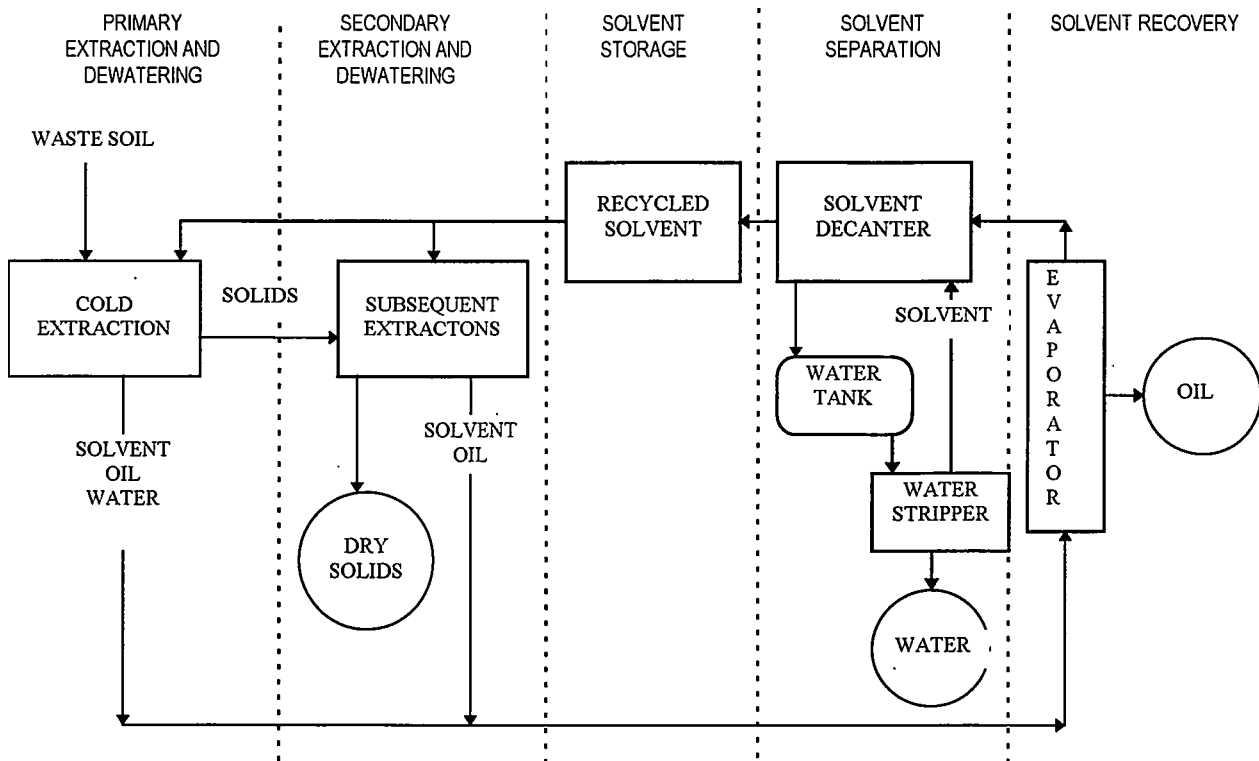 PRIMARY
EXTRACTION AND
DEWATERING
SECONDARY
EXTRACTION AND
DEWATERING
SOLVENT
STORAGE
SOLVENT
SEPARATION
SOLVENT RECOVERY
WASTE SOIL
COLD
EXTRACTION
SOLIDS
SUBSEQUENT
EXTRACTONS
RECYCLED
SOLVENT
SOLVENT
DECANTER
SOLVENT
WATER
TANK
WATER
STRIPPER
WATER
EVAPORATOR
OIL
SOLVENT
OIL
WATER
SOLVENT
OIL
DRY
SOLIDS